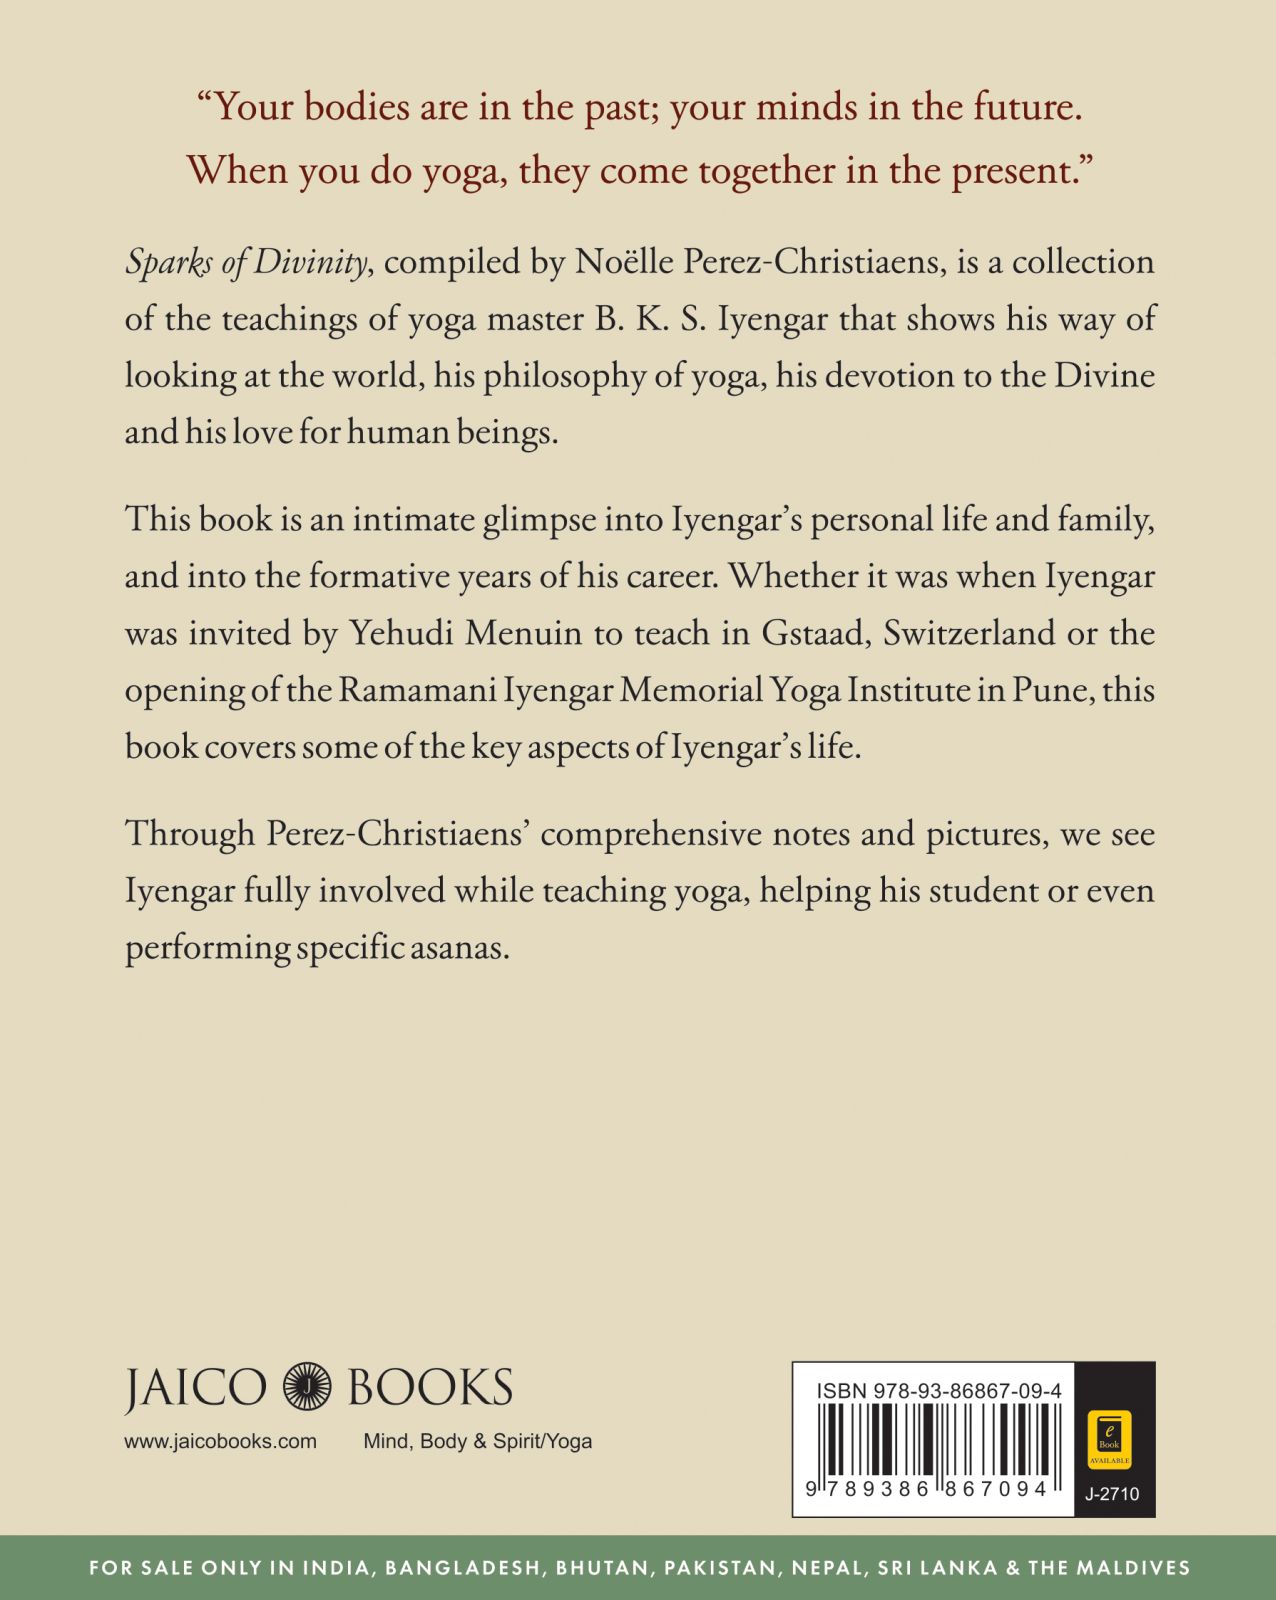 “Your bodies are in the past; your minds in the future.
When you do yoga, they come together in the present.”
Sparks of Divinity, compiled by Noëlle Perez-Christiaens, is a collection
of the teachings of yoga master B. K. S. Iyengar that shows his way of
looking at the world, his philosophy of yoga, his devotion to the Divine
and his love for human beings.
This book is an intimate glimpse into Iyengar’s personal life and family,
and into the formative years of his career. Whether it was when Iyengar
was invited by Yehudi Menuin to teach in Gstaad, Switzerland or the
opening of the Ramamani Iyengar Memorial Yoga Institute in Pune, this
book covers some of the key aspects of Iyengar’s life.
Through Perez-Christiaens’ comprehensive notes and pictures, we see
Iyengar fully involved while teaching yoga, helping his student or even
performing specific asanas.
JAICO J BOOKS
www.jaicobooks.com Mind, Body & Spirit/Yoga
ISBN 978-93-86867-09-4
9 789386 867094
e
Book
AVAILABLE
J-2710
FOR SALE ONLY IN INDIA, BANGLADESH, BHUTAN, PAKISTAN, NEPAL, SRI LANKA & THE MALDIVES